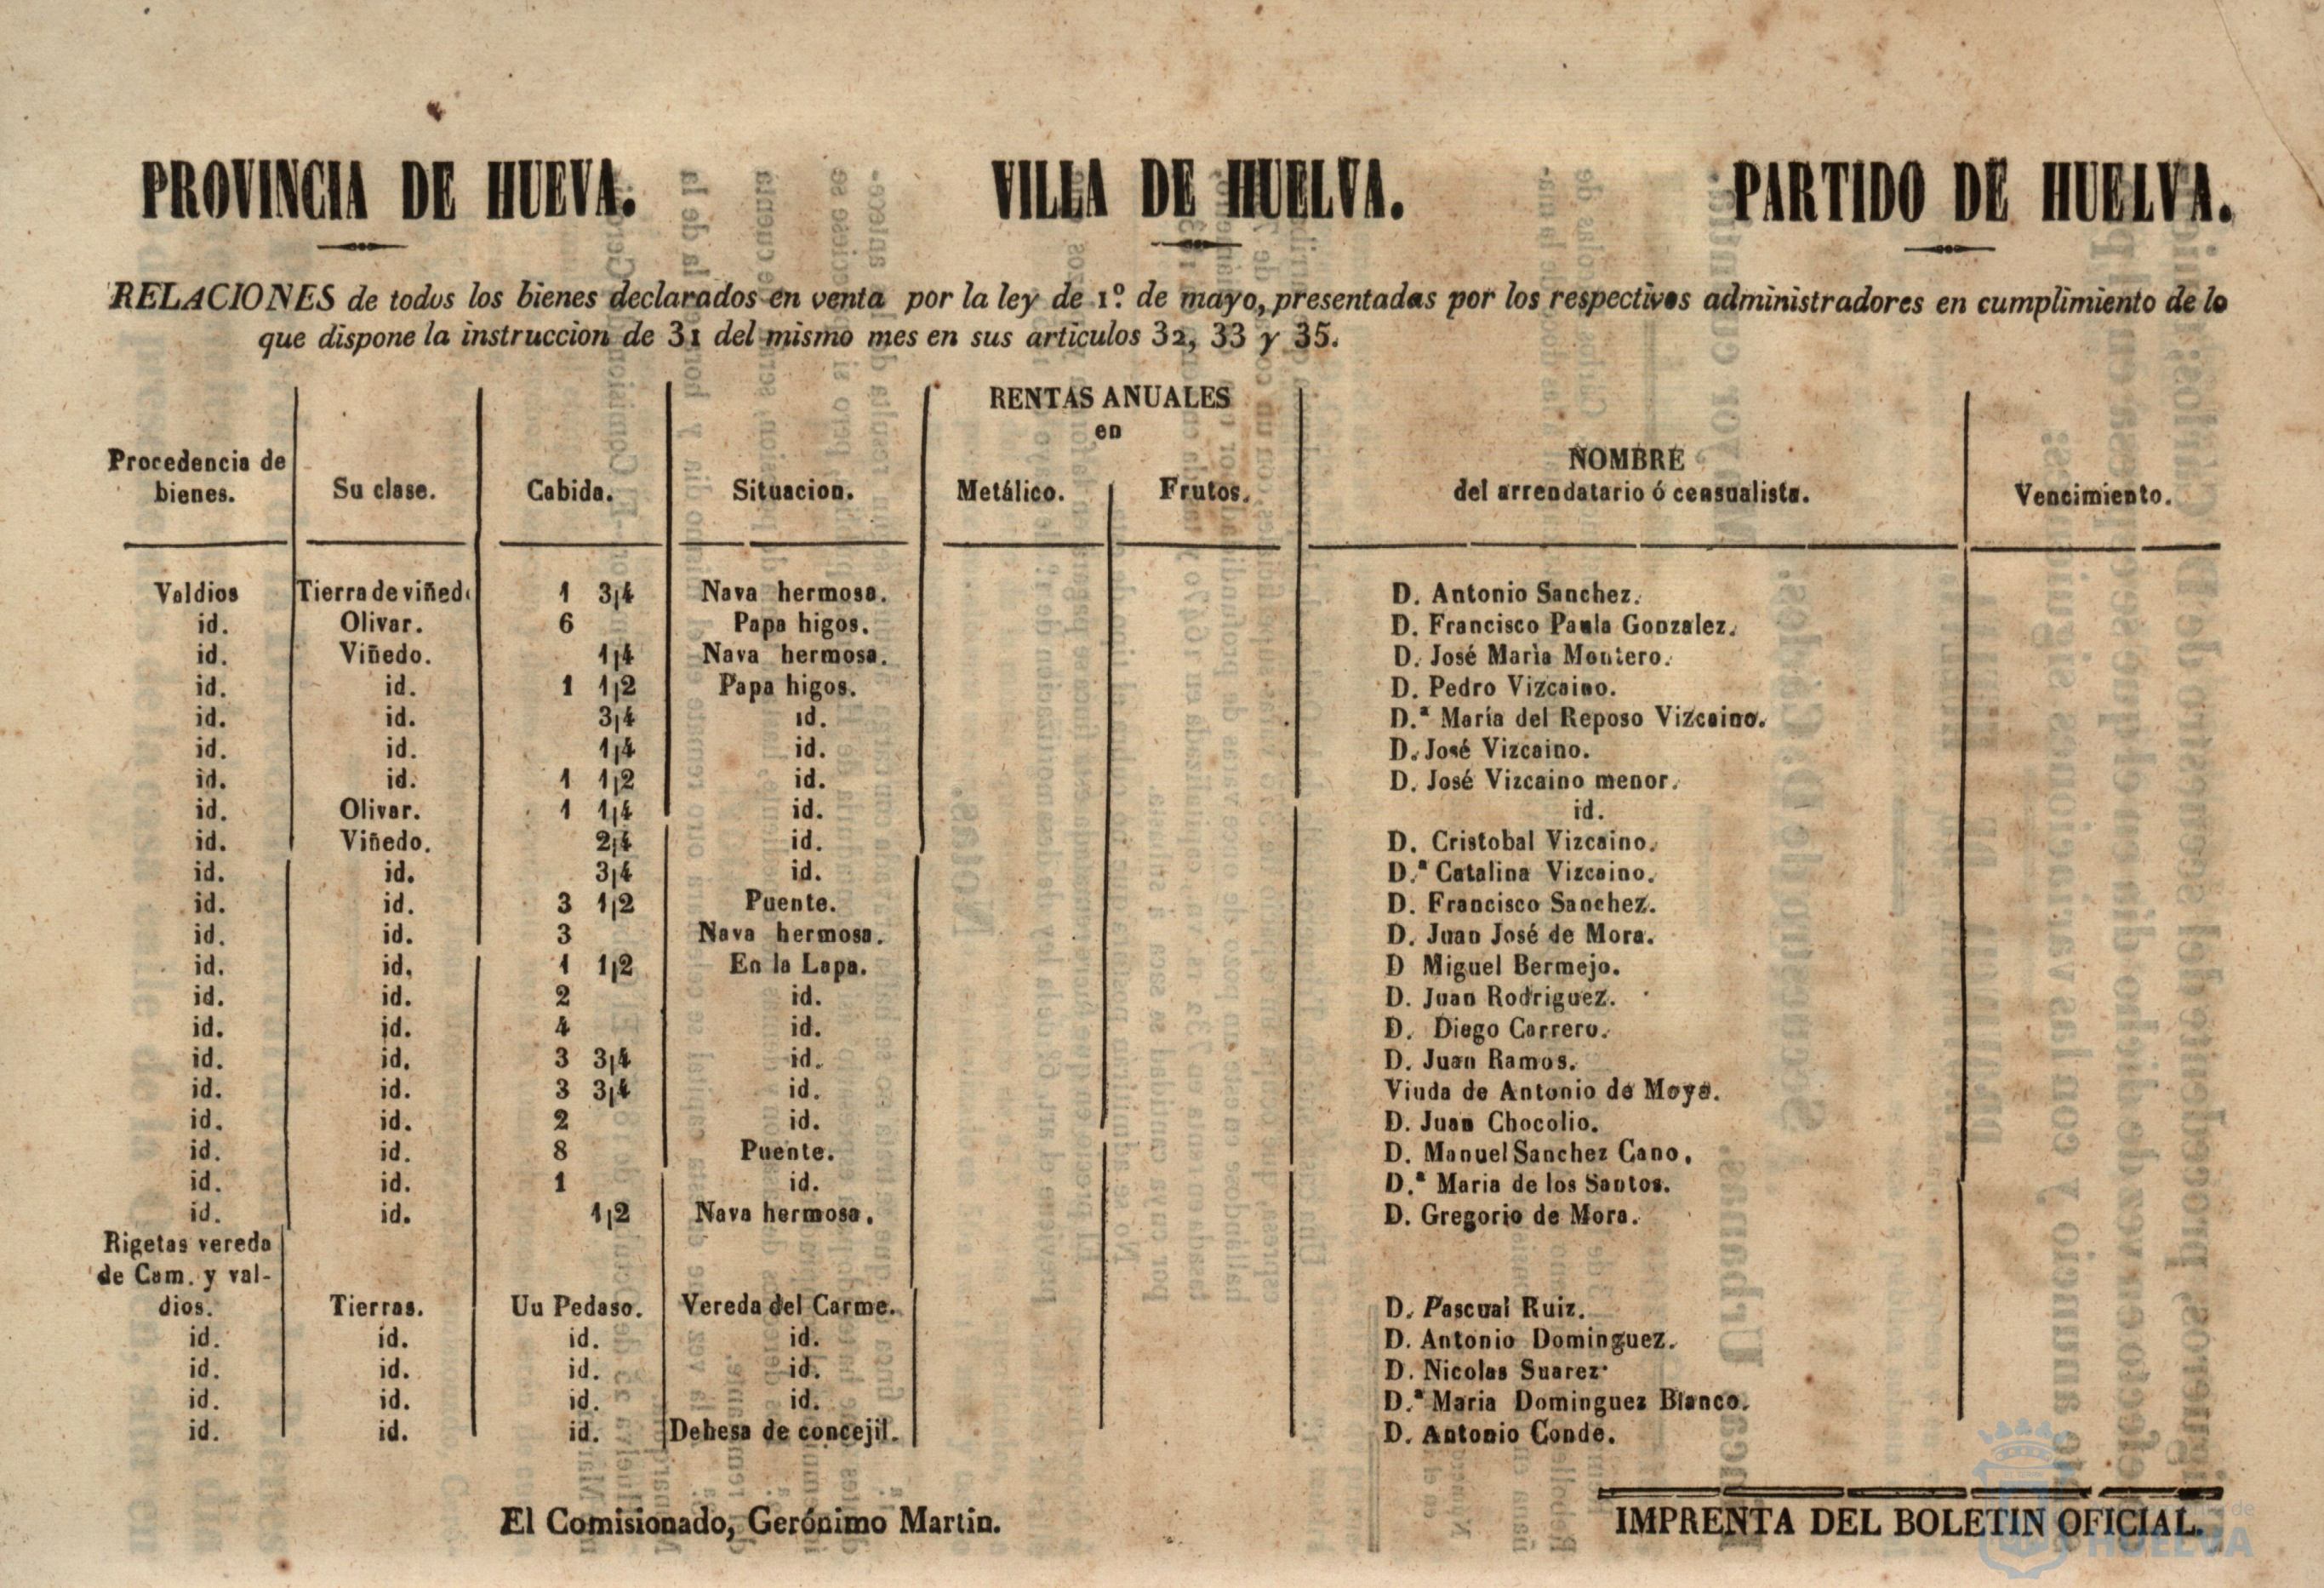 PROVINCIA DE HUEVA. VILLA DE HUELVA. PARTIDO DE HUELVA.
RELACIONES de todos los bienes declarados en venta por la ley de 1º. de mayo, presentadas por los respectivos administradores en cumplimiento de lo
que dispone la instruccion de 31 del mismo mes en sus articulos 32, 33 y 35.
RENTAS ANUALES
en
Procedencia de bienes. Su clase. Cabida. Situacion. Metálico. Frutos. NOMBRE del arrendatario ó censualista. Vencimiento.
Valdios Tierra de viñed 1 3|4 Nava hermosa. D. Antonio Sanchez.
id. Olivar. 6 Papa higos. D. Francisco Paula Gonzalez.
id. Viñedo. 1|4 Nava hermosa. D. José Marìa Montero.
id. id. 1 1|2 Papa higos. D. Pedro Vizcaino.
id. id. 3|4 id. D.ª María del Reposo Vizcaino.
id. id. 1|4 id. D. José Vizcaino.
id. id. 1 1|2 id. D. José Vizcaino menor.
id. Olivar. 1 1|4 id. id.
id. Viñedo. 2|4 id. D. Cristobal Vizcaino.
id. id. 3|4 id. D.ª Catalina Vizcaino.
id. id. 3 1|2 Puente. D. Francisco Sanchez.
id. id. 3 Nava hermosa. D. Juan José de Mora.
id. id. 1 1|2 En la Lapa. D Miguel Bermejo.
id. id. 2 id. D. Juan Rodriguez.
id. id. 4 id. D. Diego Carrero.
id. id. 3 3|4 id. D. Juan Ramos.
id. id. 3 3|4 id. Viuda de Antonio de Moya.
id. id. 2 id. D. Juan Chocolio.
id. id. 8 Puente. D. Manuel Sanchez Cano.
id. id. 1 id. D.ª Maria de los Santos.
id. id. 1|2 Nava hermosa. D. Gregorio de Mora.
Rigetas vereda
de Cam. y val-
dios. Tierras. Uu Pedaso. Vereda del Carme. D. Pascual Ruiz.
id. id. id. id. D. Antonio Dominguez.
id. id. id. id. D. Nicolas Suarez
id. id. id. id. D.ª Maria Dominguez Blanco.
id. id. id. Dehesa de concejil. D. Antonio Conde.
El Comisionado, Gerónimo Martin.
IMPRENTA DEL BOLETIN OFICIAL.
HUELVA